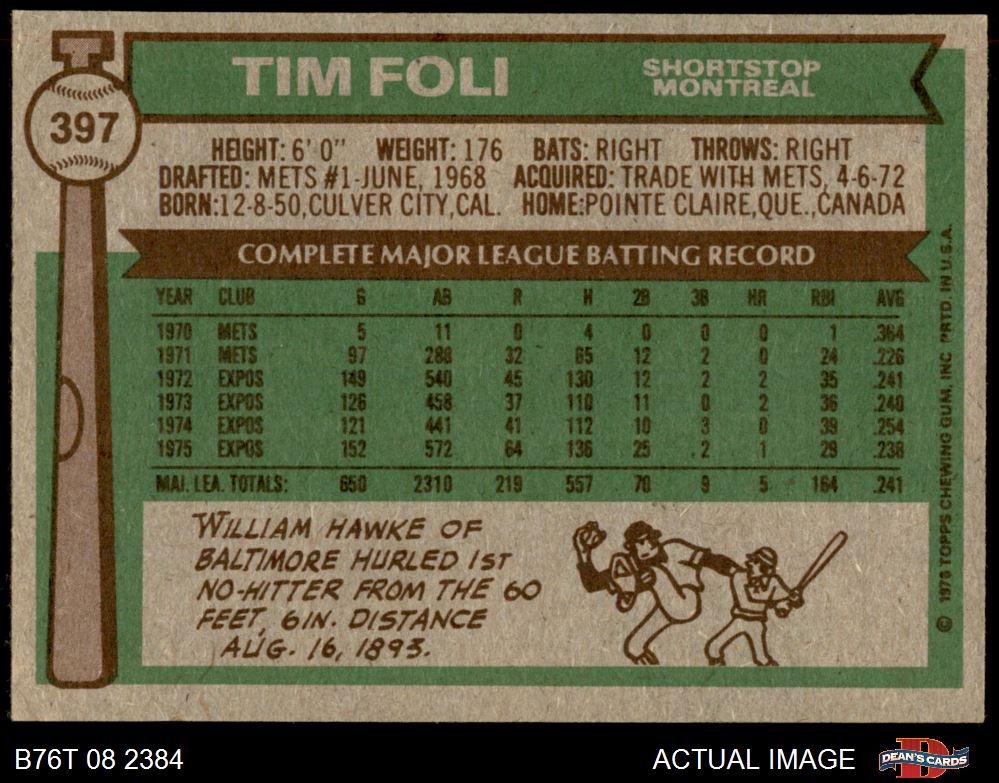 397
TIM FOLI
SHORTSTOP
MONTREAL
HEIGHT: 6' 0" WEIGHT: 176 BATS: RIGHT THROWS: RIGHT
DRAFTED: METS #1-JUNE, 1968 ACQUIRED: TRADE WITH METS, 4-6-72
BORN:12-8-50,CULVER CITY,CAL. HOME:POINTE CLAIRE,QUE.,CANADA
COMPLETE MAJOR LEAGUE BATTING RECORD
YEAR CLUB G AB R H 2B 3B HR RBI AVG
1970 METS 5 11 0 4 0 0 0 1 .364
1971 METS 97 288 32 65 12 2 0 24 .226
1972 EXPOS 149 540 45 130 12 2 2 35 .241
1973 EXPOS 126 458 37 110 11 0 2 36 .240
1974 EXPOS 121 441 41 112 10 3 0 39 .254
1975 EXPOS 152 572 64 136 25 2 1 29 .238
MAJ. LEA. TOTALS: 650 2310 219 557 70 9 5 164 .241
WILLIAM HAWKE OF
BALTIMORE HURLED 1ST
NO-HITTER FROM THE 60
FEET, 6IN. DISTANCE
AUG. 16, 1893.
© 1976 TOPPS CHEWING GUM, INC. PRTD. IN U.S.A.
B76T 08 2384
ACTUAL IMAGE
DEAN'S CARDS